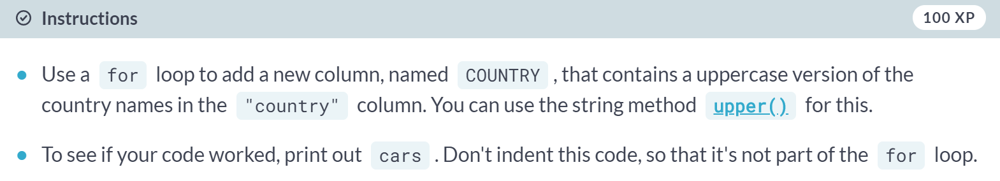 Instructions
100 XP
Use a for loop to add a new column, named COUNTRY , that contains a uppercase version of the
country names in the "country" column. You can use the string method upper() for this.
To see if your code worked, print out cars . Don't indent this code, so that it's not part of the for loop.